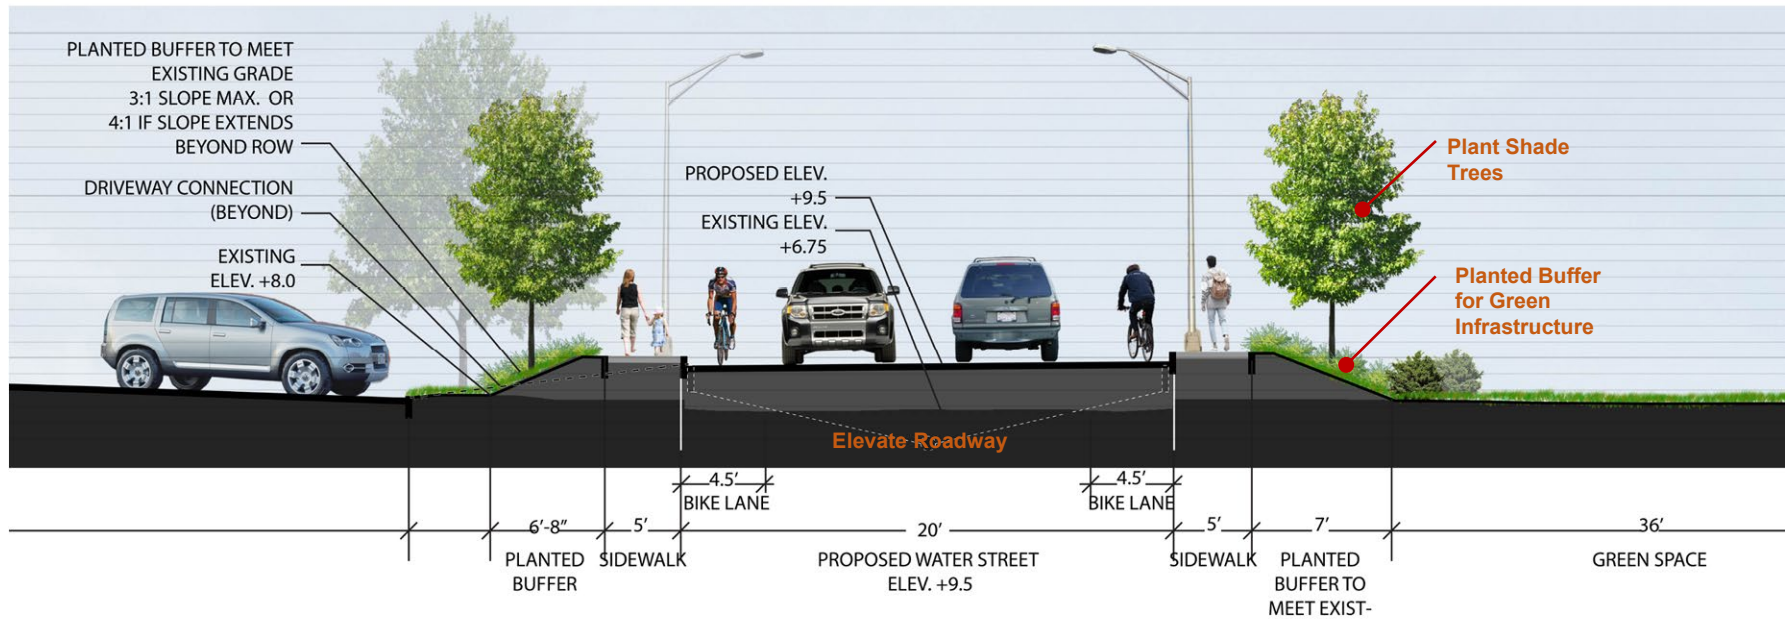 PLANTED BUFFER TO MEET
EXISTING GRADE
3:1 SLOPE MAX. OR
4:1 IF SLOPE EXTENDS
BEYOND ROW
DRIVEWAY CONNECTION
(BEYOND)
EXISTING
ELEV. +8.0
PROPOSED ELEV.
+9.5
EXISTING ELEV.
+6.75
Plant Shade
Trees
Planted Buffer
for Green
Infrastructure
Elevate Roadway
4.5'
BIKE LANE
4.5'
BIKE LANE
6'-8"
PLANTED
BUFFER
5'
SIDEWALK
20'
PROPOSED WATER STREET
ELEV. +9.5
5'
SIDEWALK
7'
PLANTED
BUFFER TO
MEET EXIST-
36'
GREEN SPACE